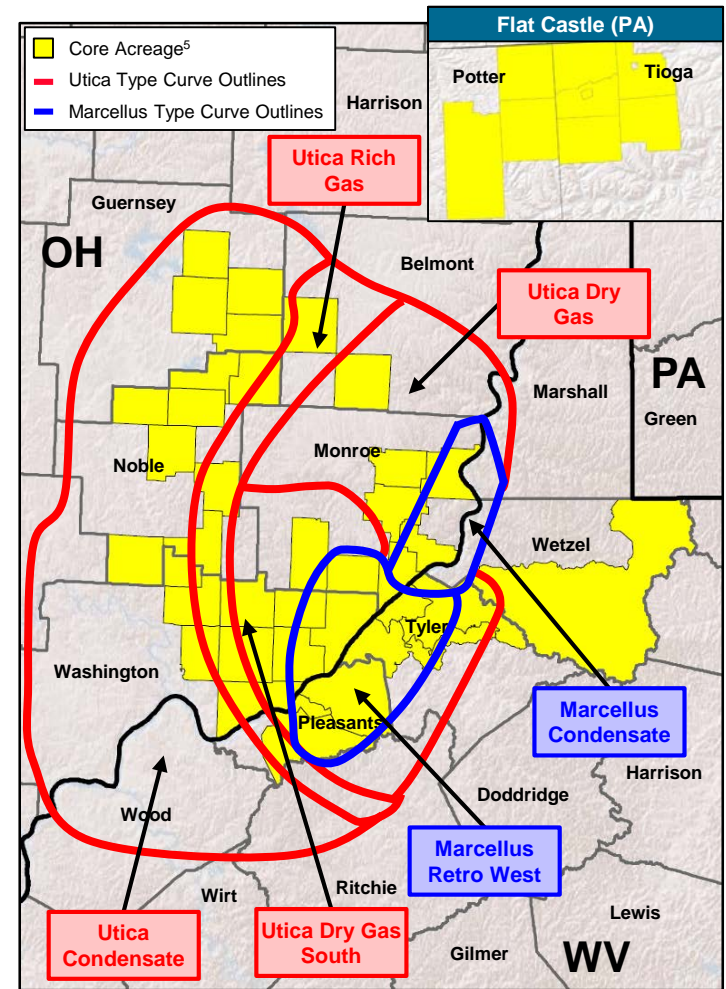 Core Acreage5
Utica Type Curve Outlines
Marcellus Type Curve Outlines
Flat Castle (PA)
Potter
Tioga
Harrison
Utica Rich
Gas
Guernsey
OH
Belmont
Utica Dry
Gas
PA
Marshall
Green
Noble
Monroe
Wetzel
Tyler
Washington
Pleasants
Marcellus
Condensate
Harrison
Doddridge
Wood
Marcellus
Retro West
Wirt
Ritchie
Lewis
Utica
Condensate
Utica Dry Gas
South
Gilmer
WV